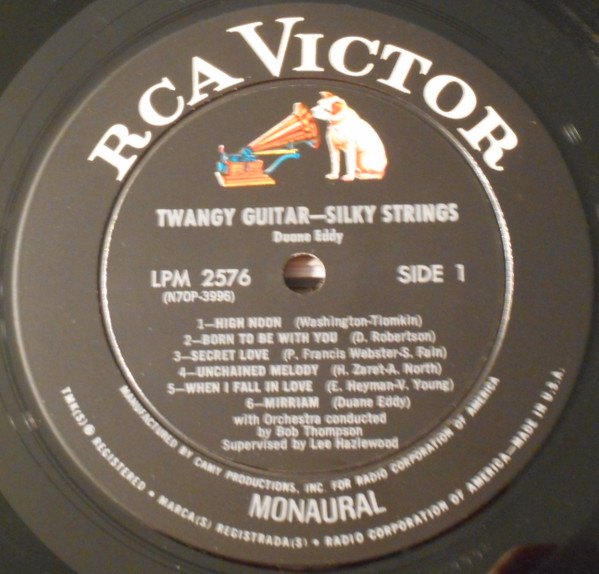 RCA VICTOR
TWANGY GUITAR—SILKY STRINGS
Duane Eddy
LPM 2576
(N7OP-3996)
SIDE 1
1—HIGH NOON (Washington-Tiomkin)
2—BORN TO BE WITH YOU (D. Robertson)
3—SECRET LOVE (P. Francis Webster-S. Fain)
4—UNCHAINED MELODY (H. Zaret-A. North)
5—WHEN I FALL IN LOVE (E. Heyman-V. Young)
6—MIRRIAM (Duane Eddy)
with Orchestra conducted
by Bob Thompson
Supervised by Lee Hazlewood
MANUFACTURED BY CAMY PRODUCTIONS, INC. FOR RADIO CORPORATION OF AMERICA
MONAURAL
TMK(S) ® REGISTERED • MARCA(S) REGISTRADA(S) • RADIO CORPORATION OF AMERICA—MADE IN U.S.A.